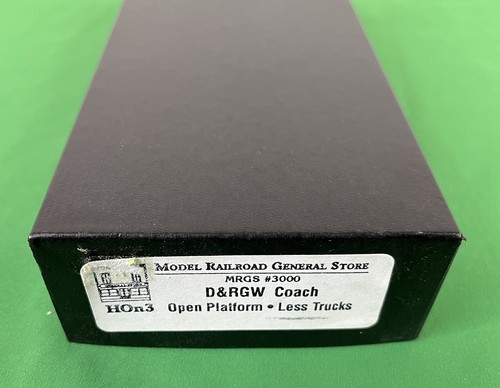 MODEL RAILROAD GENERAL STORE
MRGS #3000
D&RGW Coach
HOn3
Open Platform • Less Trucks